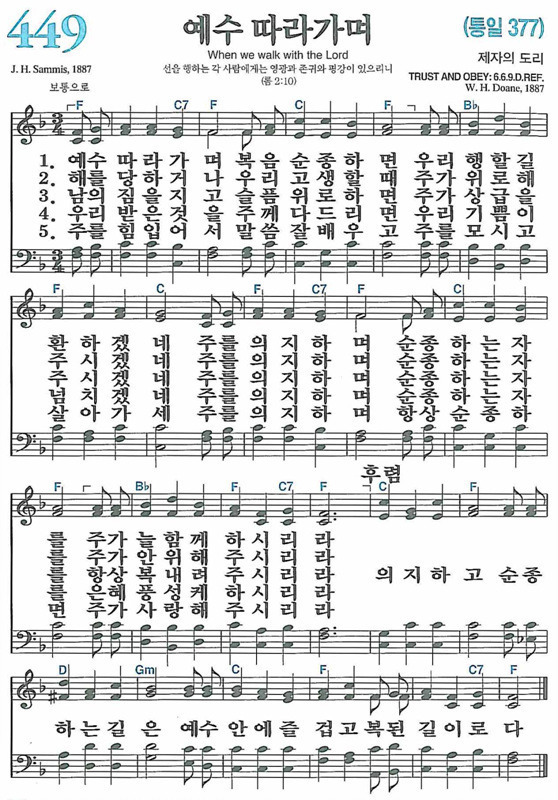 449
예수 따라가며
(통일 377)
When we walk with the Lord
제자의 도리
J. H. Sammis, 1887
선을 행하는 각 사람에게는 영광과 존귀와 평강이 있으리니
TRUST AND OBEY: 6.6.9.D.REF.
보통으로
(롬 2:10)
W. H. Doane, 1887
F C7 F F Bb
1. 예수 따라가 며 복음순종하 면 우리 행할길
2. 해를 당하거 나 우리고생할 때 주가 위로해
3. 남의 짐을지 고 슬픔위로하 면 주가 상급을
4. 우리 받은것 을 주께 다드리 면 우리 기쁨이
5. 주를 힘입어 서 말씀잘배우 고 주를 모시고
F C F C7 F
환 하겠 네 주를의지하 며 순종 하는 자
주 시겠 네 주를의지하 며 순종 하는 자
주 시겠 네 주를의지하 며 순종 하는 자
넘 치겠 네 주를의지하 며 순종 하는 자
살 아가 세 주를의지하 며 항상 순종 하
후렴
F Bb F C7 F C F
를 주가늘함께 하시리 라
를 주가안위해 주시리 라
를 항상복내려 주시리 라
를 은혜풍성케 하시리 라
면 주가사랑해 주시리 라
의 지 하 고 순종
D Gm C F C7 F
하는길 은 예수안에즐 겁고복된길이로 다